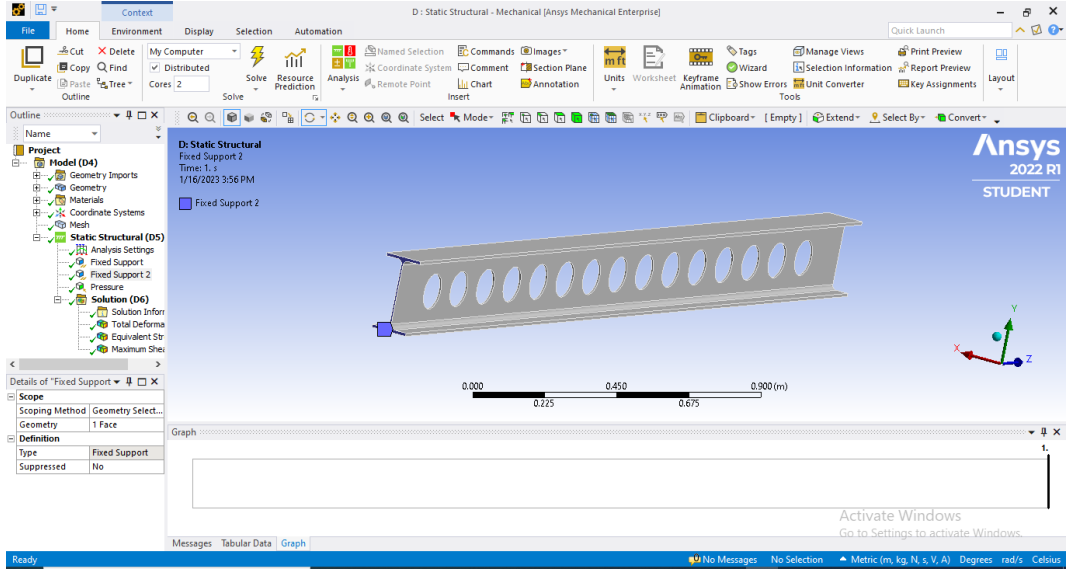 Context
D : Static Structural - Mechanical [Ansys Mechanical Enterprise]
File Home Environment Display Selection Automation
Quick Launch
Duplicate
Cut
Copy
Paste
Delete
Find
Tree
Outline
My Computer
Distributed
Cores 2
Solve
Resource Prediction
Solve
Analysis
Named Selection
Coordinate System
Remote Point
Commands
Comment
Chart
Images
Section Plane
Annotation
Insert
m ft
Units
Worksheet
Keyframe Animation
Tags
Wizard
Show Errors
Manage Views
Selection Information
Unit Converter
Print Preview
Report Preview
Key Assignments
Tools
Layout
Outline
Name
Select Mode Clipboard [ Empty ] Extend Select By Convert
Project
Model (D4)
Geometry Imports
Geometry
Materials
Coordinate Systems
Mesh
Static Structural (D5)
Analysis Settings
Fixed Support
Fixed Support 2
Pressure
Solution (D6)
Solution Inforr
Total Deforma
Equivalent Str
Maximum Shea
D: Static Structural
Fixed Support 2
Time: 1. s
1/16/2023 3:56 PM
Fixed Support 2
Ansys
2022 R1
STUDENT
Y
X
Z
0.000 0.450 0.900 (m)
0.225 0.675
Details of "Fixed Sup
Scope
Scoping Method Geometry Select...
Geometry 1 Face
Definition
Type Fixed Support
Suppressed No
Graph
1.
Activate Windows
Go to Settings to activate Windows.
Messages Tabular Data Graph
Ready
No Messages No Selection Metric (m, kg, N, s, V, A) Degrees rad/s Celsius